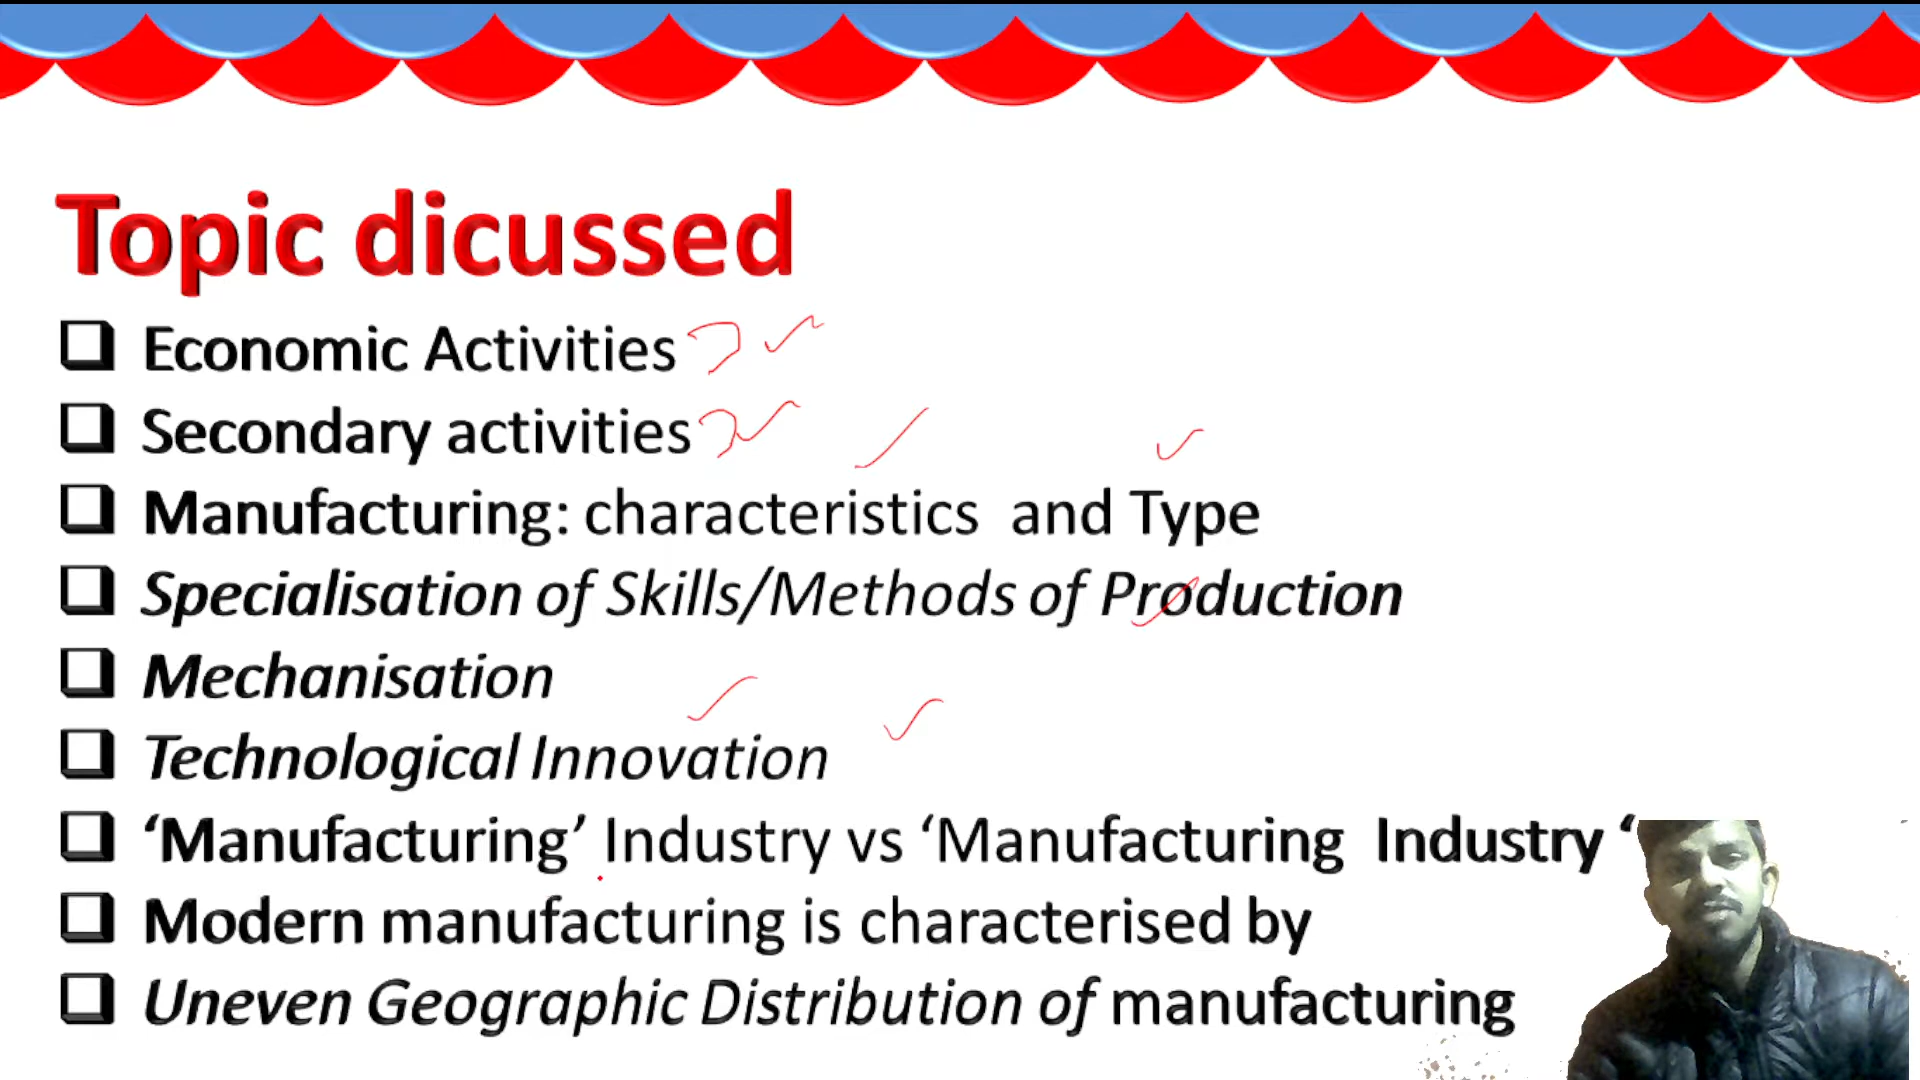 Topic dicussed
Economic Activities
Secondary activities
Manufacturing: characteristics and Type
Specialisation of Skills/Methods of Production
Mechanisation
Technological Innovation
‘Manufacturing’ Industry vs ‘Manufacturing Industry ‘
Modern manufacturing is characterised by
Uneven Geographic Distribution of manufacturing